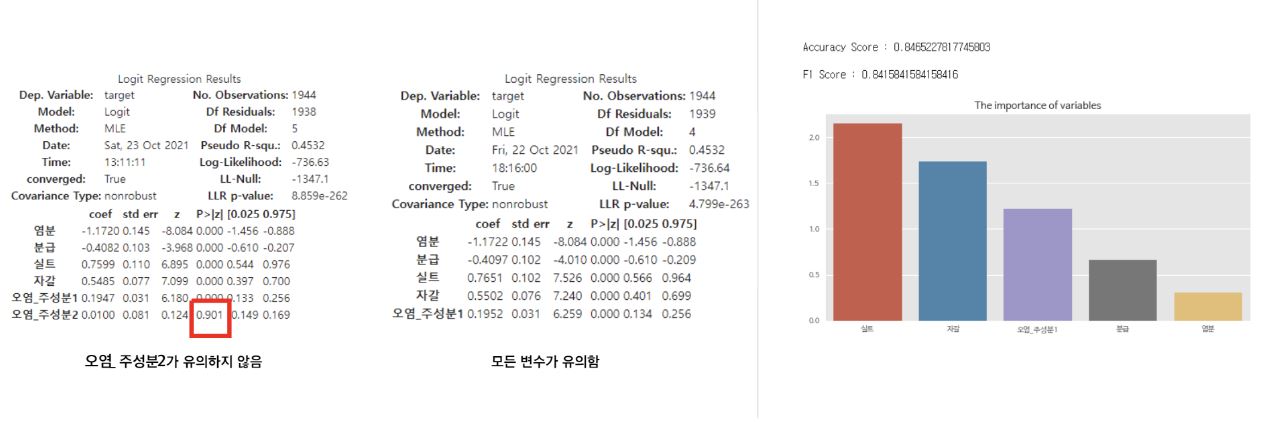 Logit Regression Results
Dep. Variable: target No. Observations: 1944
Model: Logit Df Residuals: 1938
Method: MLE Df Model: 5
Date: Sat, 23 Oct 2021 Pseudo R-squ.: 0.4532
Time: 13:11:11 Log-Likelihood: -736.63
converged: True LL-Null: -1347.1
Covariance Type: nonrobust LLR p-value: 8.859e-262
coef std err z P>|z| [0.025 0.975]
염분 -1.1720 0.145 -8.084 0.000 -1.456 -0.888
분급 -0.4082 0.103 -3.968 0.000 -0.610 -0.207
실트 0.7599 0.110 6.895 0.000 0.544 0.976
자갈 0.5485 0.077 7.099 0.000 0.397 0.700
오염_주성분1 0.1947 0.031 6.180 0.000 0.133 0.256
오염_주성분2 0.0100 0.081 0.124 0.901 -0.149 0.169
오염_주성분2가 유의하지 않음
Logit Regression Results
Dep. Variable: target No. Observations: 1944
Model: Logit Df Residuals: 1939
Method: MLE Df Model: 4
Date: Fri, 22 Oct 2021 Pseudo R-squ.: 0.4532
Time: 18:16:00 Log-Likelihood: -736.64
converged: True LL-Null: -1347.1
Covariance Type: nonrobust LLR p-value: 4.799e-263
coef std err z P>|z| [0.025 0.975]
염분 -1.1722 0.145 -8.084 0.000 -1.456 -0.888
분급 -0.4097 0.102 -4.010 0.000 -0.610 -0.209
실트 0.7651 0.102 7.526 0.000 0.566 0.964
자갈 0.5502 0.076 7.240 0.000 0.401 0.699
오염_주성분1 0.1952 0.031 6.259 0.000 0.134 0.256
모든 변수가 유의함
Accuracy Score : 0.8465227817745803
F1 Score : 0.8415841584158416
The importance of variables
2.0
1.5
1.0
0.5
0.0
실트 자갈 오염_주성분1 분급 염분